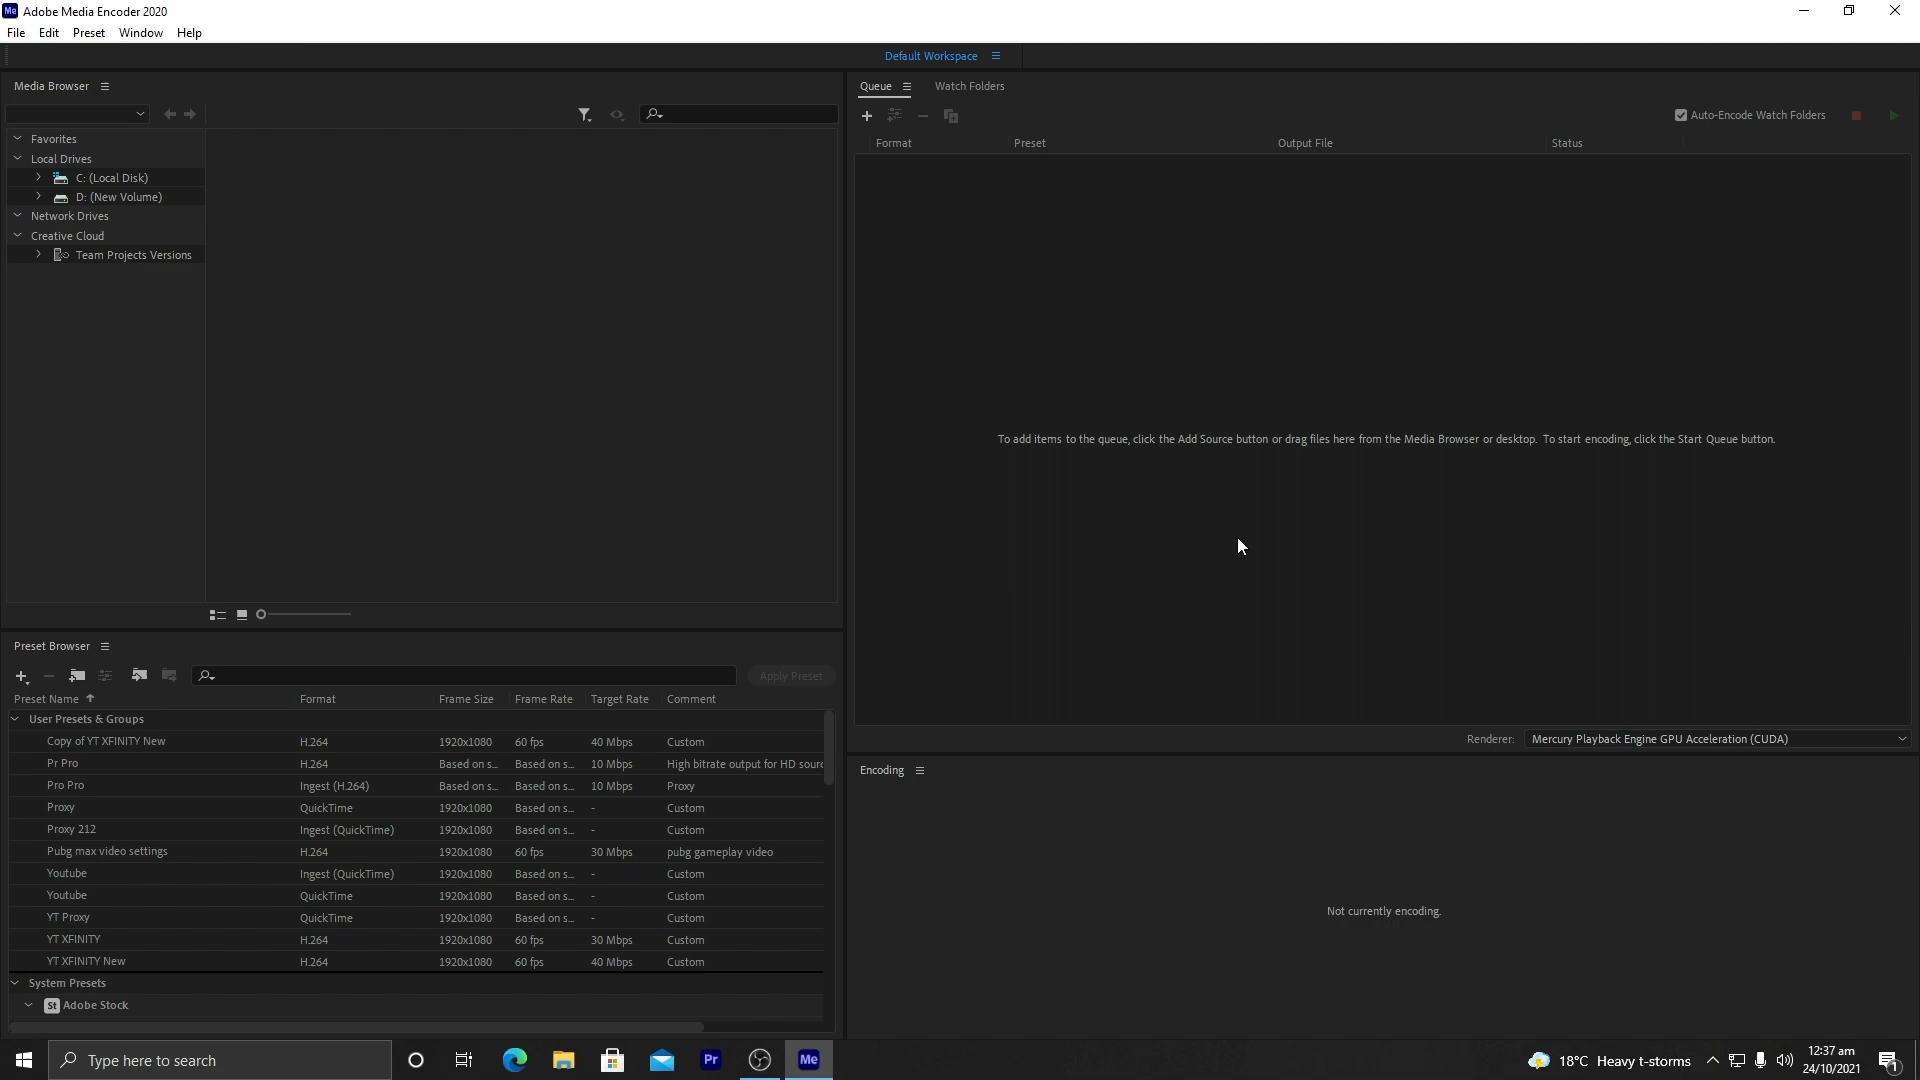 Me Adobe Media Encoder 2020
File Edit Preset Window Help
Default Workspace
Media Browser
Favorites
Local Drives
C: (Local Disk)
D: (New Volume)
Network Drives
Creative Cloud
Team Projects Versions
Queue Watch Folders
Auto-Encode Watch Folders
Format Preset Output File Status
To add items to the queue, click the Add Source button or drag files here from the Media Browser or desktop. To start encoding, click the Start Queue button.
Renderer: Mercury Playback Engine GPU Acceleration (CUDA)
Preset Browser
Apply Preset
Preset Name Format Frame Size Frame Rate Target Rate Comment
User Presets & Groups
Copy of YT XFINITY New H.264 1920x1080 60 fps 40 Mbps Custom
Pr Pro H.264 Based on s... Based on s... 10 Mbps High bitrate output for HD sourc
Pro Pro Ingest (H.264) Based on s... Based on s... 10 Mbps Proxy
Proxy QuickTime 1920x1080 Based on s... - Custom
Proxy 212 Ingest (QuickTime) 1920x1080 Based on s... - Custom
Pubg max video settings H.264 1920x1080 60 fps 30 Mbps pubg gameplay video
Youtube Ingest (QuickTime) 1920x1080 Based on s... - Custom
Youtube QuickTime 1920x1080 Based on s... - Custom
YT Proxy QuickTime 1920x1080 Based on s... - Custom
YT XFINITY H.264 1920x1080 60 fps 30 Mbps Custom
YT XFINITY New H.264 1920x1080 60 fps 40 Mbps Custom
System Presets
St Adobe Stock
Encoding
Not currently encoding.
Type here to search
Pr
Me
18°C Heavy t-storms
12:37 am
24/10/2021
1